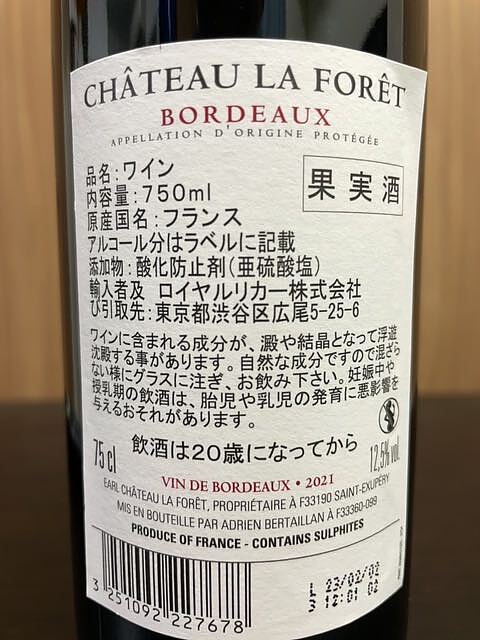 CHÂTEAU LA FORÊT
BORDEAUX
APPELLATION D'ORIGINE PROTÉGÉE
品名:ワイン
果実酒
内容量:750ml
原産国名:フランス
アルコール分はラベルに記載
添加物:酸化防止剤(亜硫酸塩)
輸入者及 ロイヤルリカー株式会社
び引取先:東京都渋谷区広尾5-25-6
ワインに含まれる成分が、澱や結晶となって浮遊
沈殿する事があります。自然な成分ですので混ざら
ない様にグラスに注ぎ、お飲み下さい。妊娠中や
授乳期の飲酒は、胎児や乳児の発育に悪影響を
与えるおそれがあります。
75 cl
飲酒は20歳になってから
12,5% vol.
VIN DE BORDEAUX • 2021
EARL CHÂTEAU LA FORÊT, PROPRIÉTAIRE À F33190 SAINT-EXUPÉRY
MIS EN BOUTEILLE PAR ADRIEN BERTAILLAN À F33360-099
PRODUCE OF FRANCE - CONTAINS SULPHITES
3 251092 227678
L 23/02/02
3 12:01 02